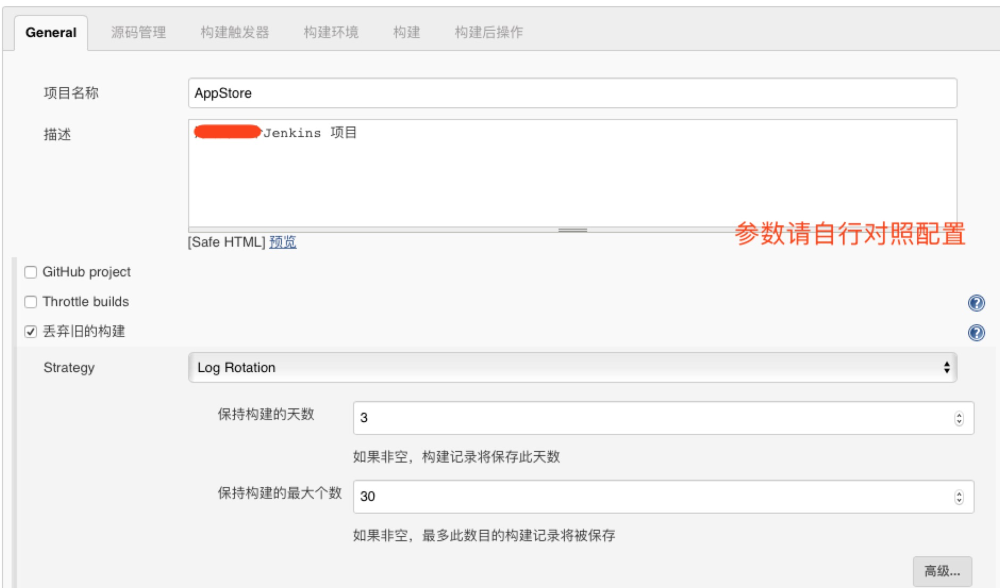 General 源码管理 构建触发器 构建环境 构建 构建后操作
项目名称 AppStore
描述 Jenkins 项目
参数请自行对照配置
[Safe HTML] 预览
GitHub project
Throttle builds
丢弃旧的构建
Strategy Log Rotation
保持构建的天数 3
如果非空，构建记录将保存此天数
保持构建的最大个数 30
如果非空，最多此数目的构建记录将被保存
高级...